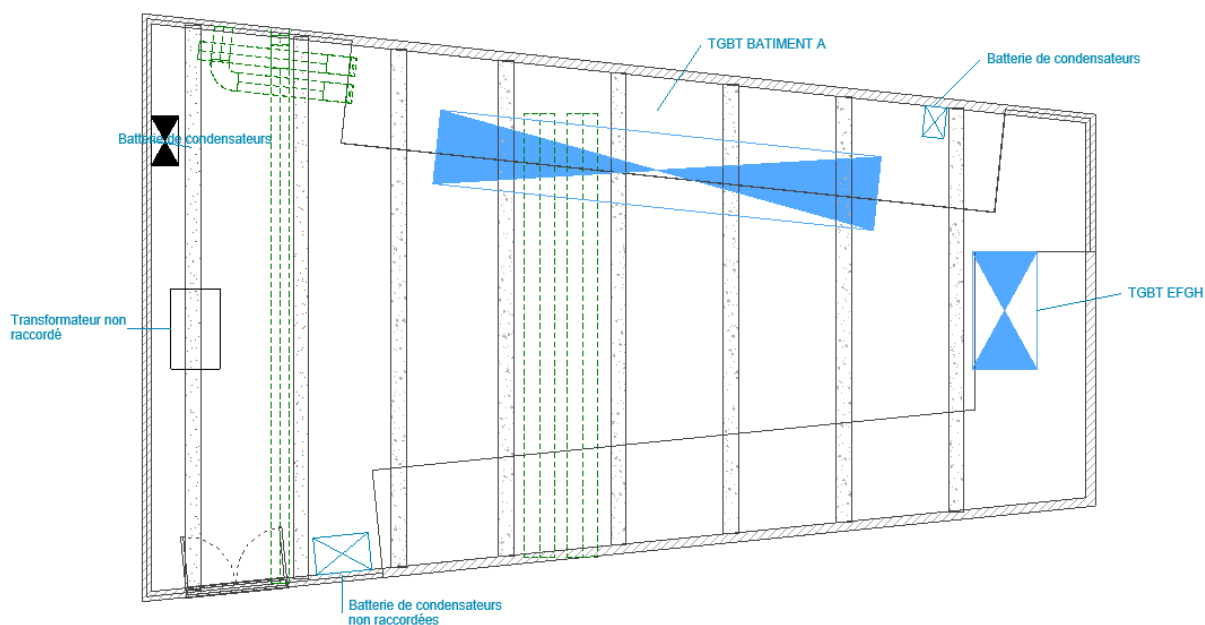 TGBT BATIMENT A
Batterie de condensateurs
Batterie de condensateurs
TGBT EFGH
Transformateur non
raccordé
Batterie de condensateurs
non raccordées